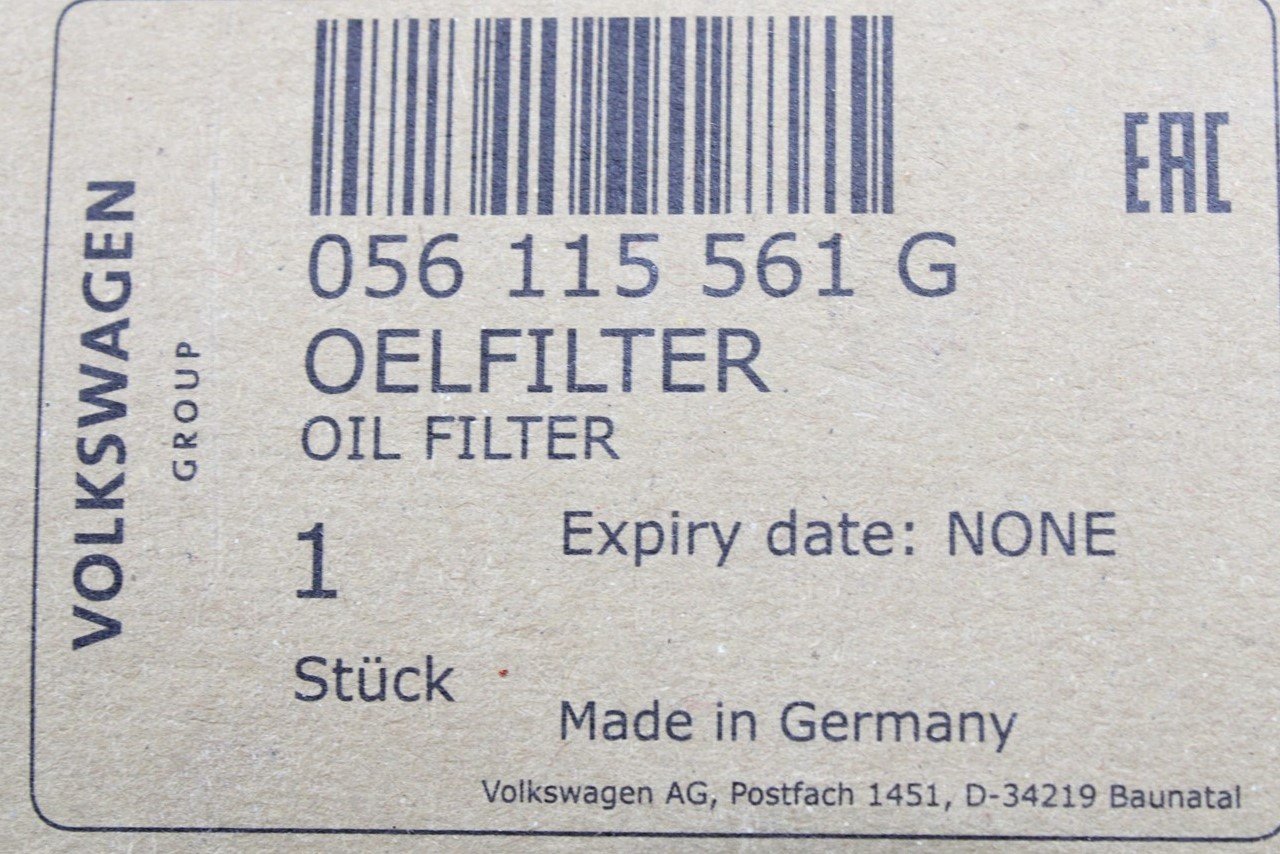 VOLKSWAGEN
GROUP
EAC
056 115 561 G
OELFILTER
OIL FILTER
1
Expiry date: NONE
Stück
Made in Germany
Volkswagen AG, Postfach 1451, D-34219 Baunatal